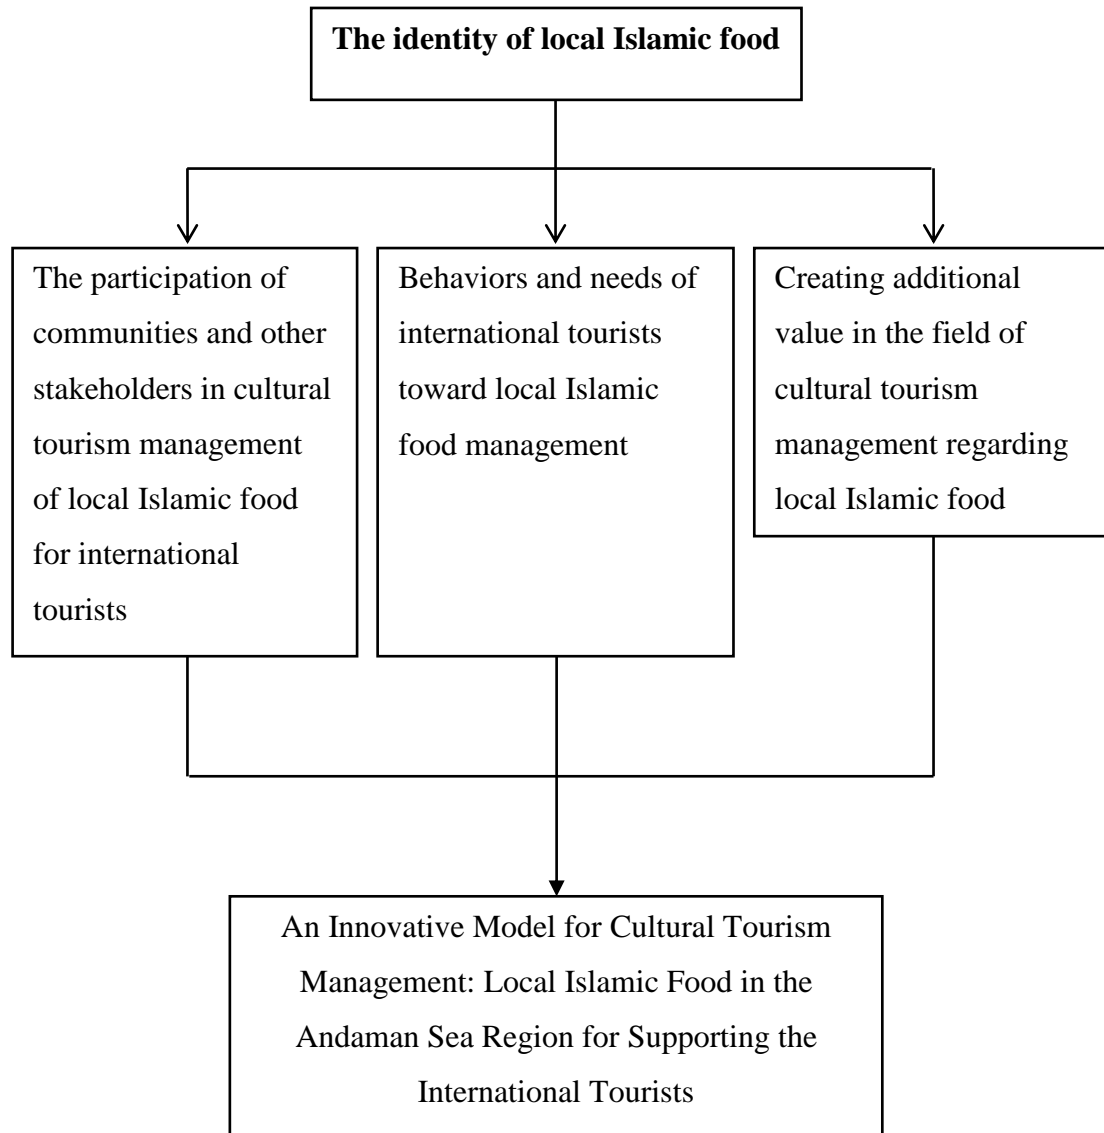 The identity of local Islamic food
The participation of
communities and other
stakeholders in cultural
tourism management
of local Islamic food
for international
tourists
Behaviors and needs of
international tourists
toward local Islamic
food management
Creating additional
value in the field of
cultural tourism
management regarding
local Islamic food
An Innovative Model for Cultural Tourism
Management: Local Islamic Food in the
Andaman Sea Region for Supporting the
International Tourists